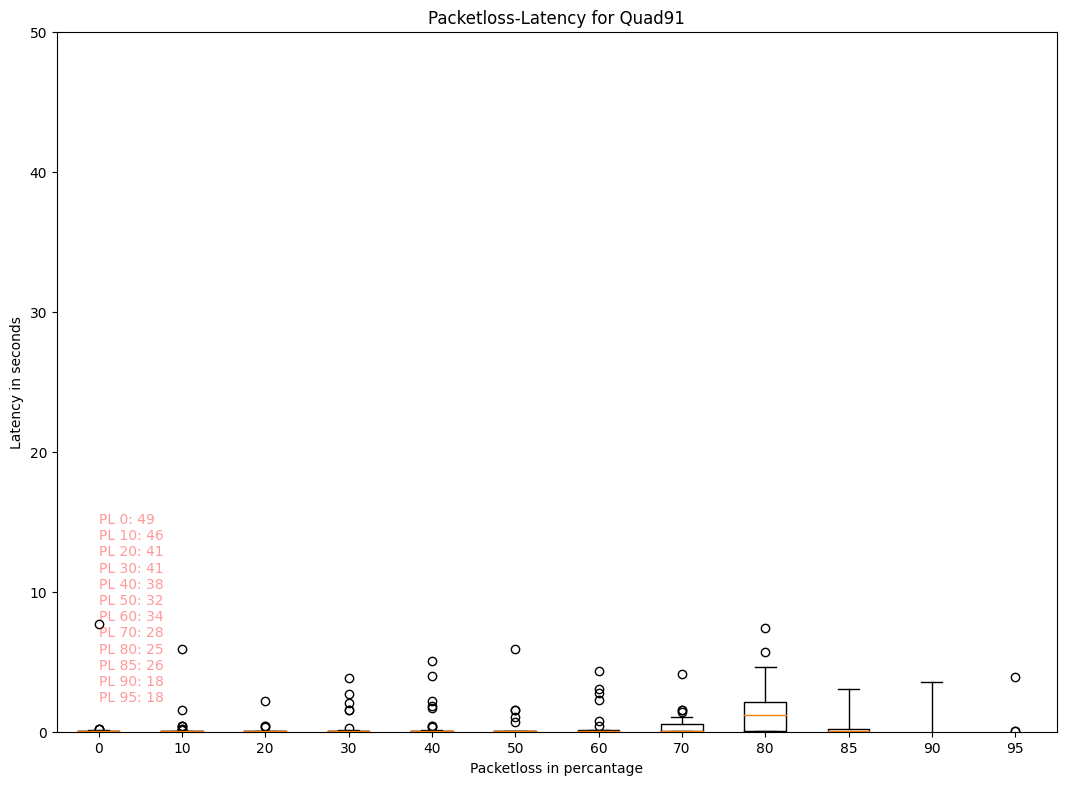 Packetloss-Latency for Quad91
50
40
30
20
10
0
Latency in seconds
PL 0: 49
PL 10: 46
PL 20: 41
PL 30: 41
PL 40: 38
PL 50: 32
PL 60: 34
PL 70: 28
PL 80: 25
PL 85: 26
PL 90: 18
PL 95: 18
0 10 20 30 40 50 60 70 80 85 90 95
Packetloss in percantage